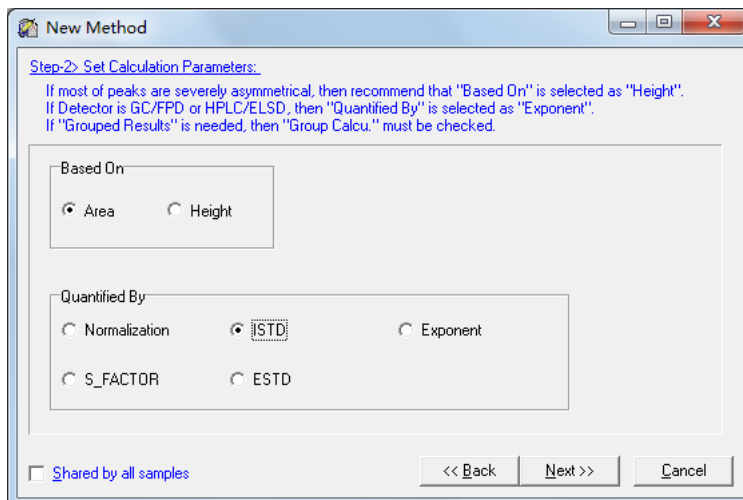 New Method
Step-2> Set Calculation Parameters:
If most of peaks are severely asymmetrical, then recommend that "Based On" is selected as "Height".
If Detector is GC/FPD or HPLC/ELSD, then "Quantified By" is selected as "Exponent".
If "Grouped Results" is needed, then "Group Calcu." must be checked.
Based On
Area Height
Quantified By
Normalization ISTD Exponent
S_FACTOR ESTD
Shared by all samples << Back Next >> Cancel